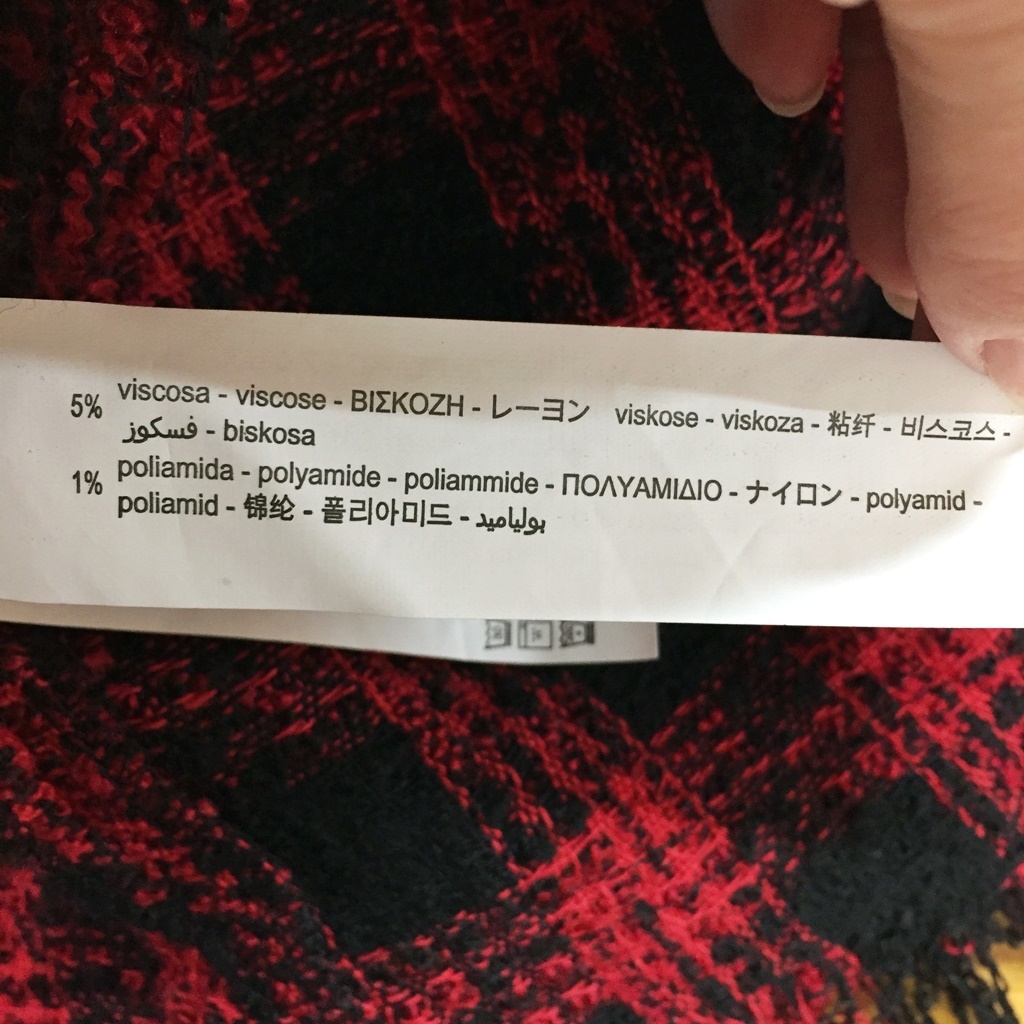 5% viscosa - viscose - ΒΙΣΚΟΖΗ - レーヨン viskose - viskoza - 粘纤 - 비스코스 -
فسكوز - biskosa
1% poliamida - polyamide - poliammide - ΠΟΛΥΑΜΙΔΙΟ - ナイロン - polyamid -
poliamid - 锦纶 - 폴리아미드 - بولياميد